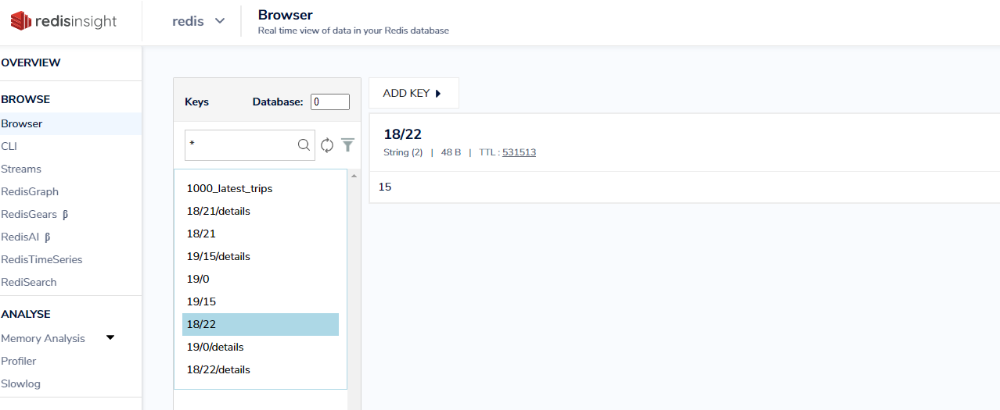 redisinsight
redis
Browser
Real time view of data in your Redis database
OVERVIEW
BROWSE
Browser
CLI
Streams
RedisGraph
RedisGears β
RedisAI β
RedisTimeSeries
RediSearch
ANALYSE
Memory Analysis
Profiler
Slowlog
Keys Database: 0
*
1000_latest_trips
18/21/details
18/21
19/15/details
19/0
19/15
18/22
19/0/details
18/22/details
ADD KEY
18/22
String (2) | 48 B | TTL : 531513
15